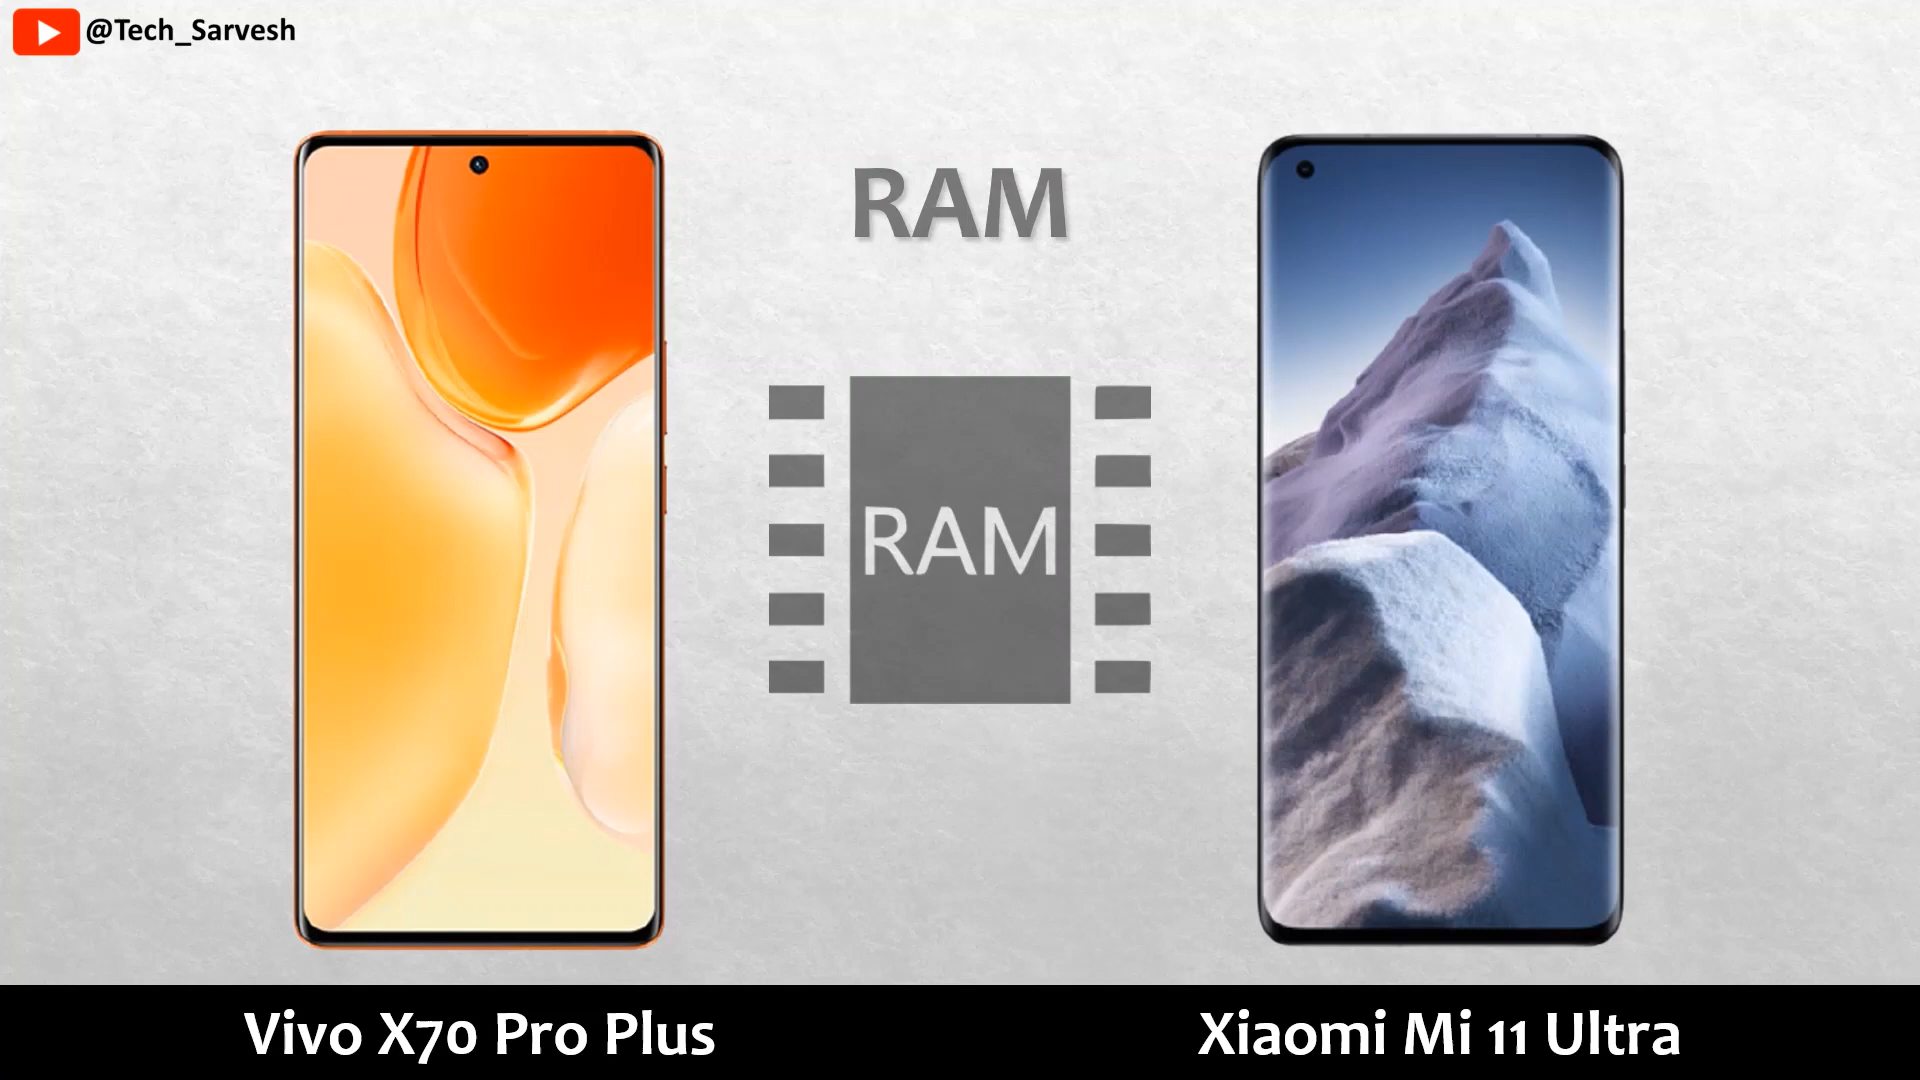 @Tech_Sarvesh
RAM
RAM
Vivo X70 Pro Plus
Xiaomi Mi 11 Ultra